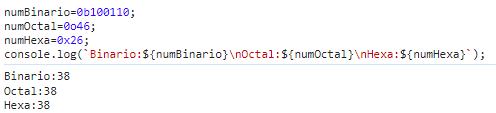 numBinario=0b100110;
numOctal=0o46;
numHexa=0x26;
console.log(`Binario:${numBinario}\nOctal:${numOctal}\nHexa:${numHexa}`);
Binario:38
Octal:38
Hexa:38